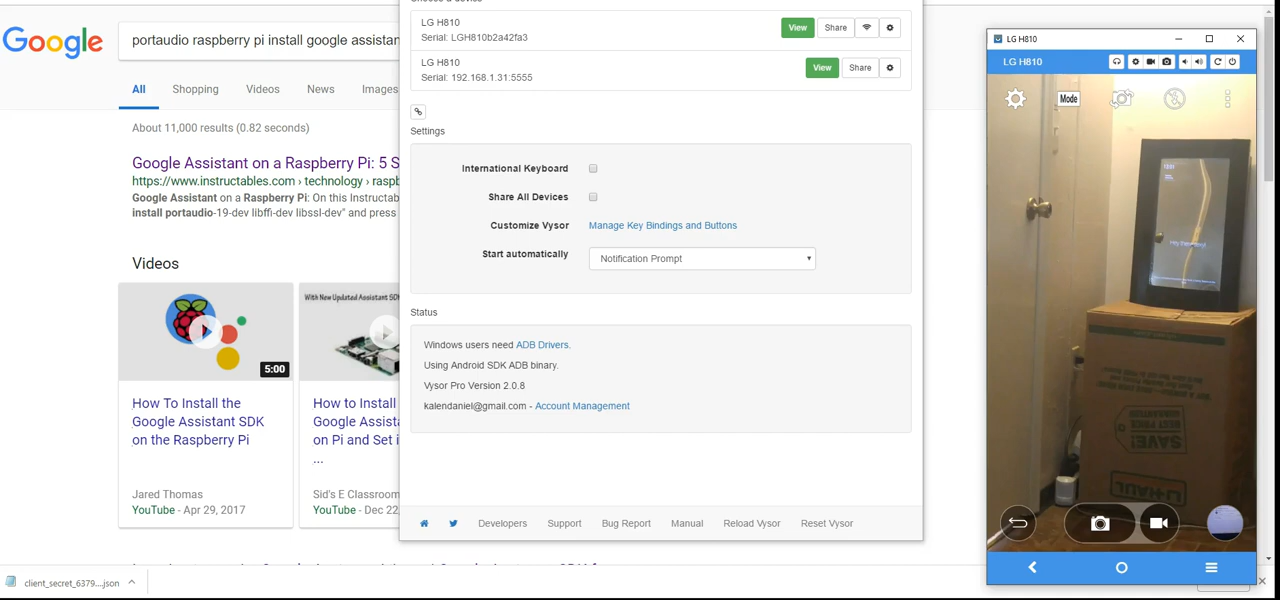 Google
portaudio raspberry pi install google assistan
All
Shopping
Videos
News
Images
About 11,000 results (0.82 seconds)
Google Assistant on a Raspberry Pi: 5 S
https://www.instructables.com › technology › raspb
Google Assistant on a Raspberry Pi: On this Instructab
install portaudio-19-dev libffi-dev libssl-dev" and press
Videos
5:00
How To Install the
Google Assistant SDK
on the Raspberry Pi
Jared Thomas
YouTube - Apr 29, 2017
With New Updated Assistant SDK
How to Install
Google Assista
on Pi and Set i
...
Sid's E Classroom
YouTube - Dec 22,
client_secret_6379....json
LG H810
Serial: LGH810b2a42fa3
View
Share
LG H810
Serial: 192.168.1.31:5555
View
Share
Settings
International Keyboard
Share All Devices
Customize Vysor
Manage Key Bindings and Buttons
Start automatically
Notification Prompt
Status
Windows users need ADB Drivers.
Using Android SDK ADB binary.
Vysor Pro Version 2.0.8
kalendaniel@gmail.com - Account Management
Developers
Support
Bug Report
Manual
Reload Vysor
Reset Vysor
LG H810
LG H810
Mode
SAVE!
BEST PRICE
U-HAUL